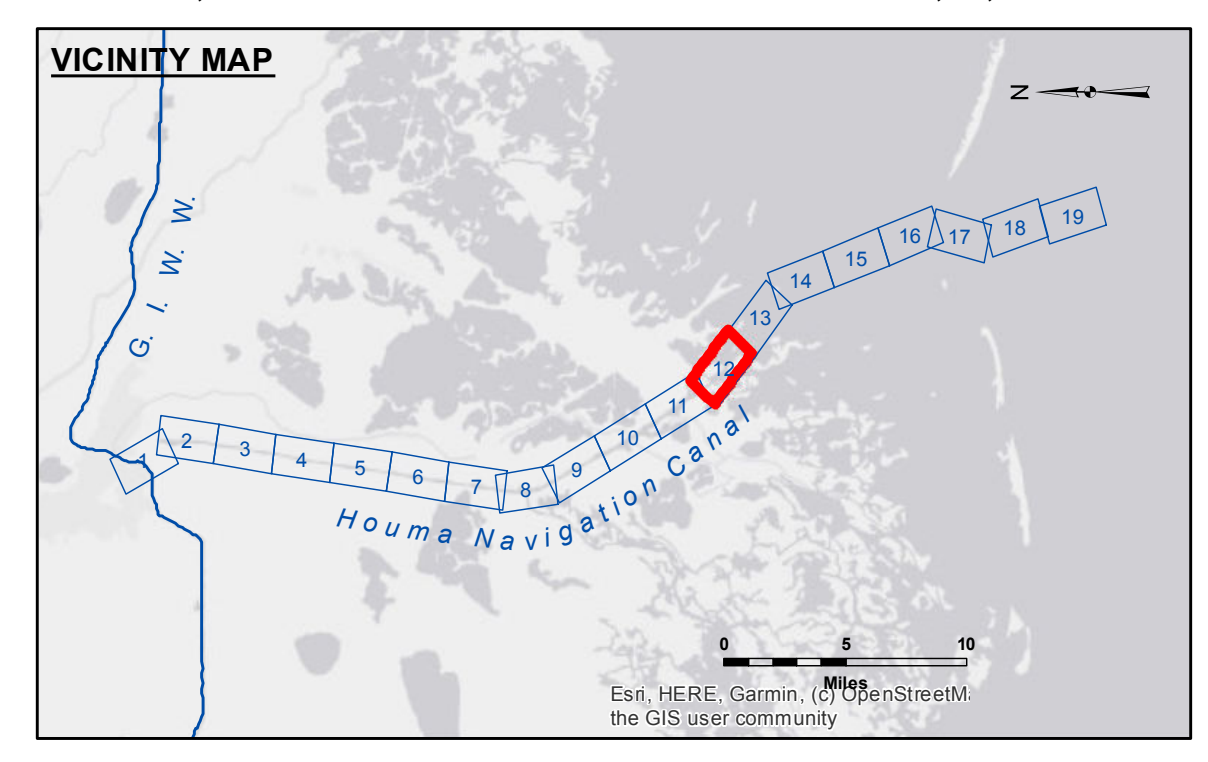 VICINITY MAP
N
G. I. W. W.
1
2
3
4
5
6
7
8
9
10
11
12
13
14
15
16
17
18
19
Houma Navigation Canal
0 5 10
Miles
Esri, HERE, Garmin, (c) OpenStreetMa
the GIS user community